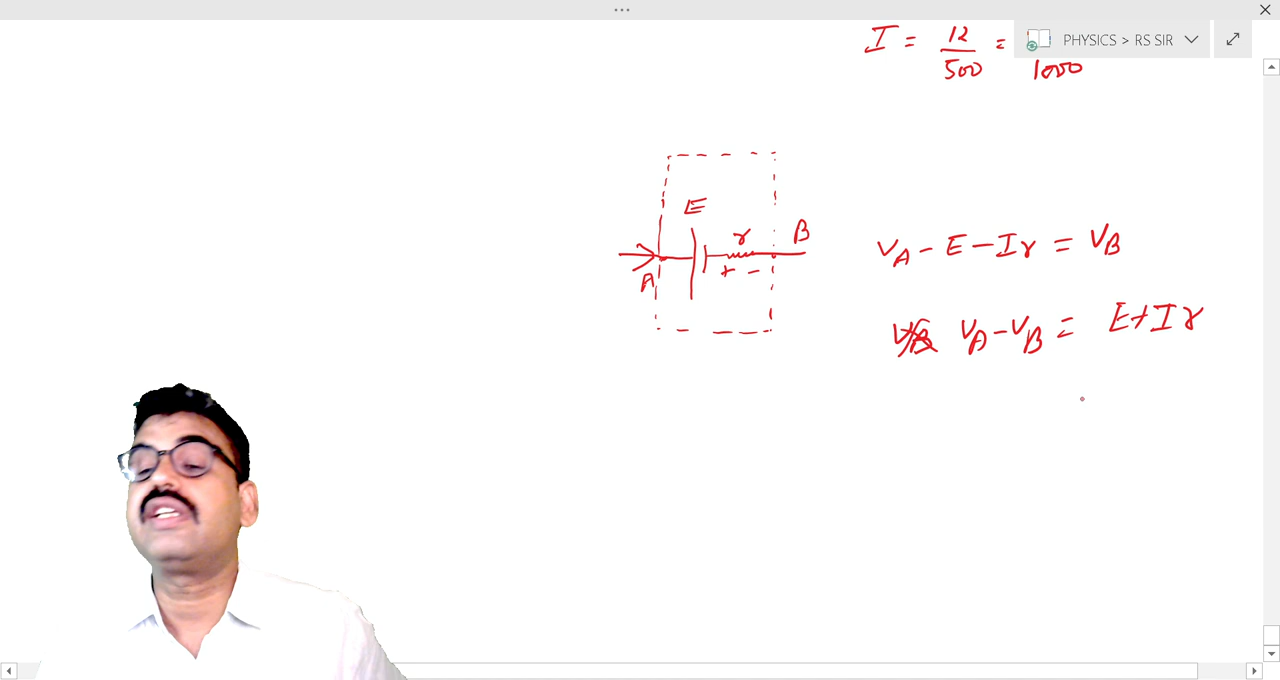 I = 12/500 =
1000
PHYSICS > RS SIR
E
r
B
A
+ -
V_A - E - Ir = V_B
V_A - V_B = E + Ir